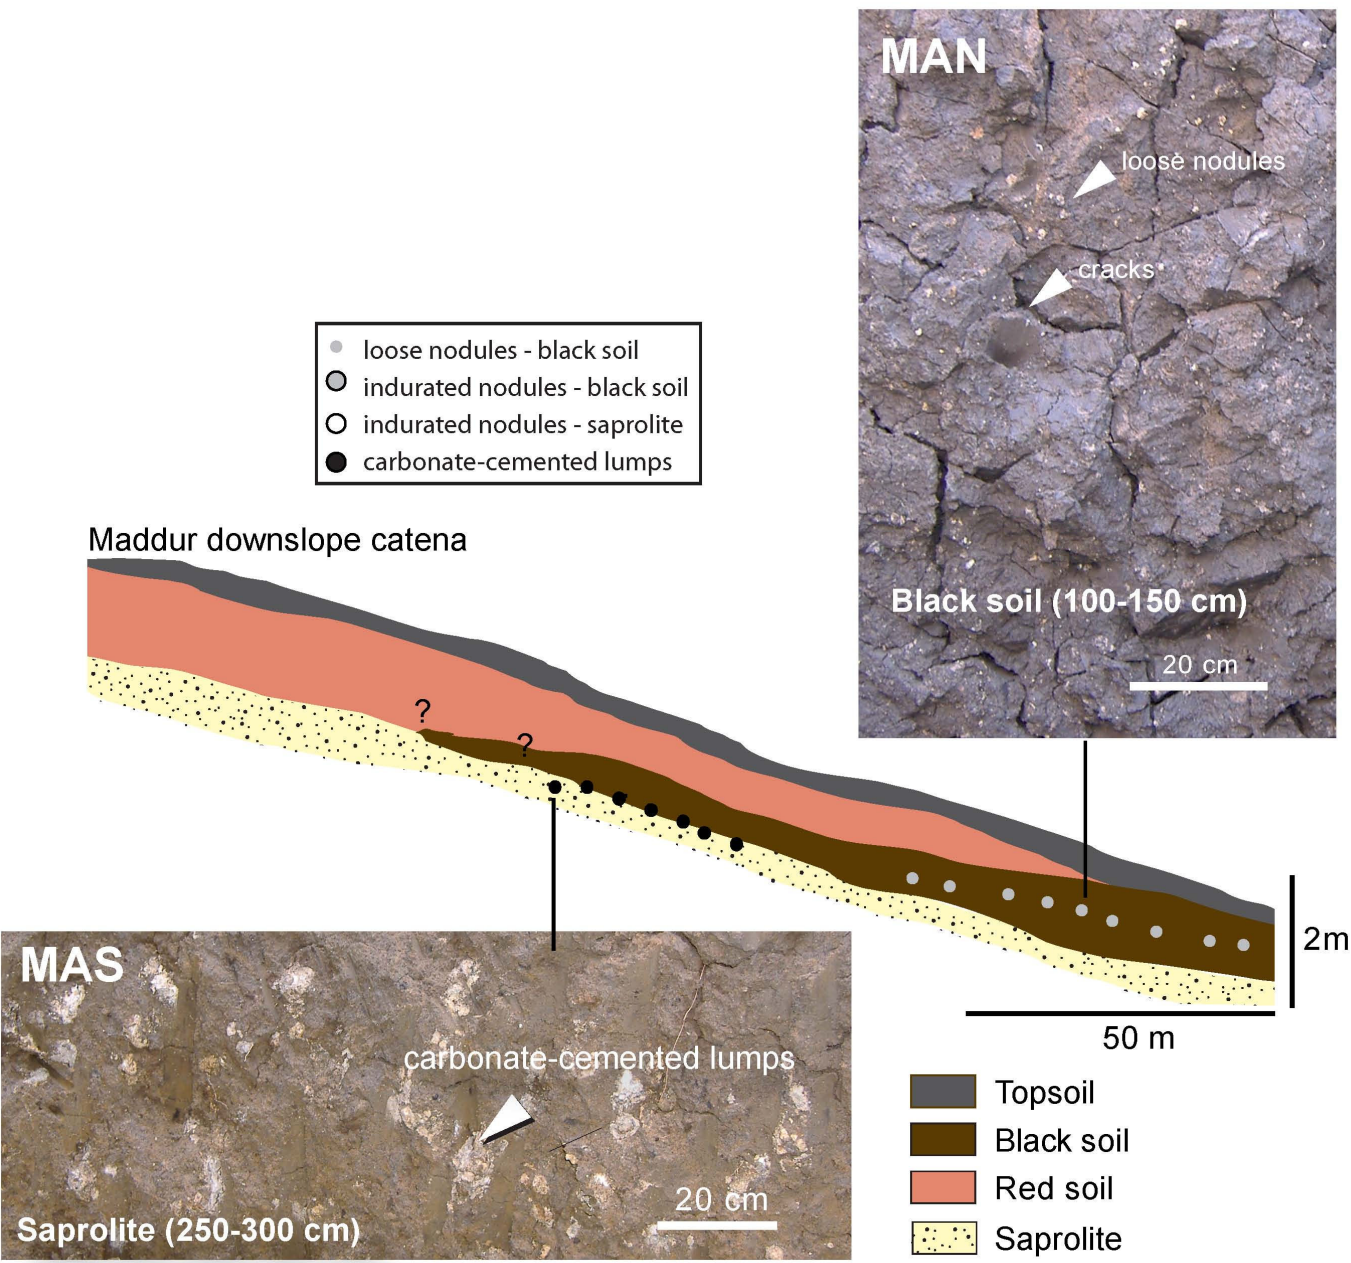 MAN
loose nodules
cracks
Black soil (100-150 cm)
20 cm
loose nodules - black soil
indurated nodules - black soil
indurated nodules - saprolite
carbonate-cemented lumps
Maddur downslope catena
?
?
2m
50 m
MAS
carbonate-cemented lumps
20 cm
Saprolite (250-300 cm)
Topsoil
Black soil
Red soil
Saprolite